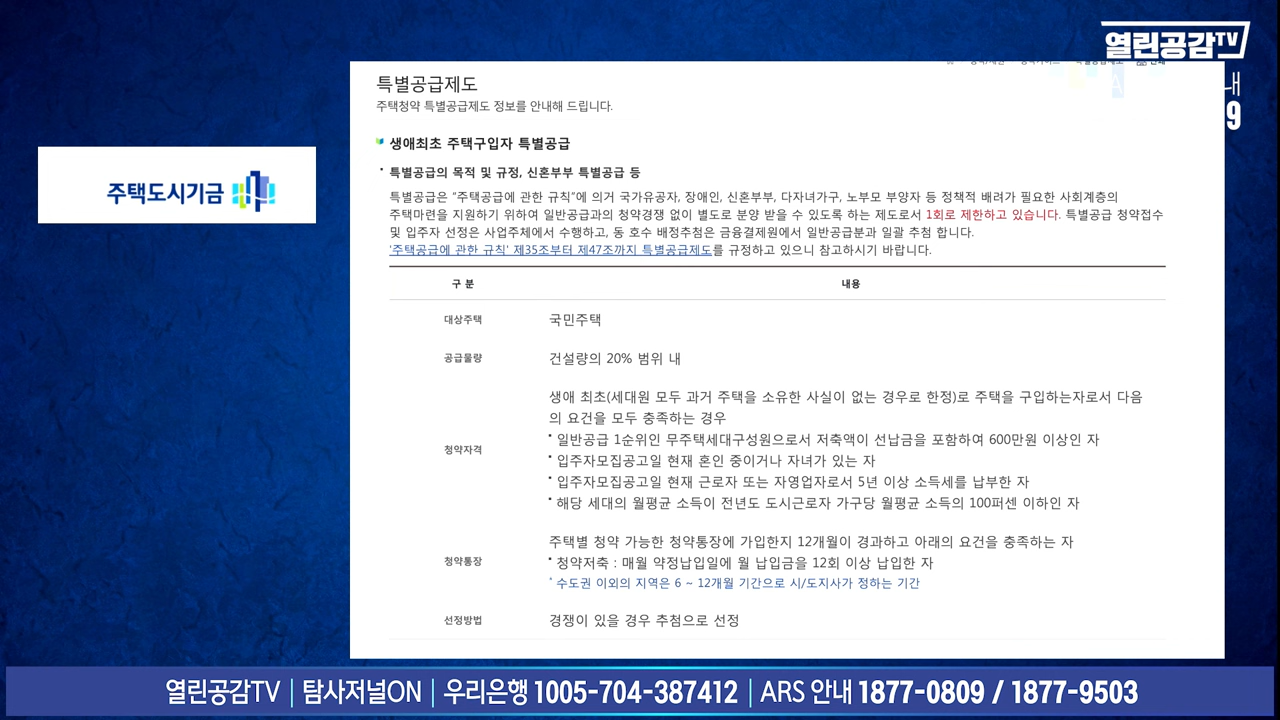 열린공감TV
내
9
특별공급제도
주택청약 특별공급제도 정보를 안내해 드립니다.
주택도시기금
생애최초 주택구입자 특별공급
• 특별공급의 목적 및 규정, 신혼부부 특별공급 등
특별공급은 “주택공급에 관한 규칙”에 의거 국가유공자, 장애인, 신혼부부, 다자녀가구, 노부모 부양자 등 정책적 배려가 필요한 사회계층의
주택마련을 지원하기 위하여 일반공급과의 청약경쟁 없이 별도로 분양 받을 수 있도록 하는 제도로서 1회로 제한하고 있습니다. 특별공급 청약접수
및 입주자 선정은 사업주체에서 수행하고, 동 호수 배정추첨은 금융결제원에서 일반공급분과 일괄 추첨 합니다.
'주택공급에 관한 규칙' 제35조부터 제47조까지 특별공급제도를 규정하고 있으니 참고하시기 바랍니다.
구 분 내용
대상주택 국민주택
공급물량 건설량의 20% 범위 내
청약자격
생애 최초(세대원 모두 과거 주택을 소유한 사실이 없는 경우로 한정)로 주택을 구입하는자로서 다음
의 요건을 모두 충족하는 경우
• 일반공급 1순위인 무주택세대구성원으로서 저축액이 선납금을 포함하여 600만원 이상인 자
• 입주자모집공고일 현재 혼인 중이거나 자녀가 있는 자
• 입주자모집공고일 현재 근로자 또는 자영업자로서 5년 이상 소득세를 납부한 자
• 해당 세대의 월평균 소득이 전년도 도시근로자 가구당 월평균 소득의 100퍼센 이하인 자
청약통장
주택별 청약 가능한 청약통장에 가입한지 12개월이 경과하고 아래의 요건을 충족하는 자
• 청약저축 : 매월 약정납입일에 월 납입금을 12회 이상 납입한 자
* 수도권 이외의 지역은 6 ~ 12개월 기간으로 시/도지사가 정하는 기간
선정방법 경쟁이 있을 경우 추첨으로 선정
열린공감TV | 탐사저널ON | 우리은행 1005-704-387412 | ARS 안내 1877-0809 / 1877-9503